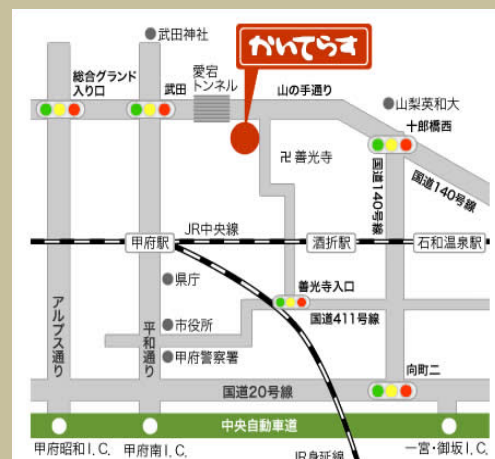 武田神社
かいてらす
総合グランド
入り口
武田
愛宕
トンネル
山の手通り
山梨英和大
十郎橋西
卍善光寺
国道140号線
国道140号線
JR中央線
甲府駅
酒折駅
石和温泉駅
県庁
善光寺入口
国道411号線
アルプス通り
平和通り
市役所
甲府警察署
向町二
国道20号線
中央自動車道
甲府昭和I.C.
甲府南I.C.
JR身延線
一宮・御坂I.C.